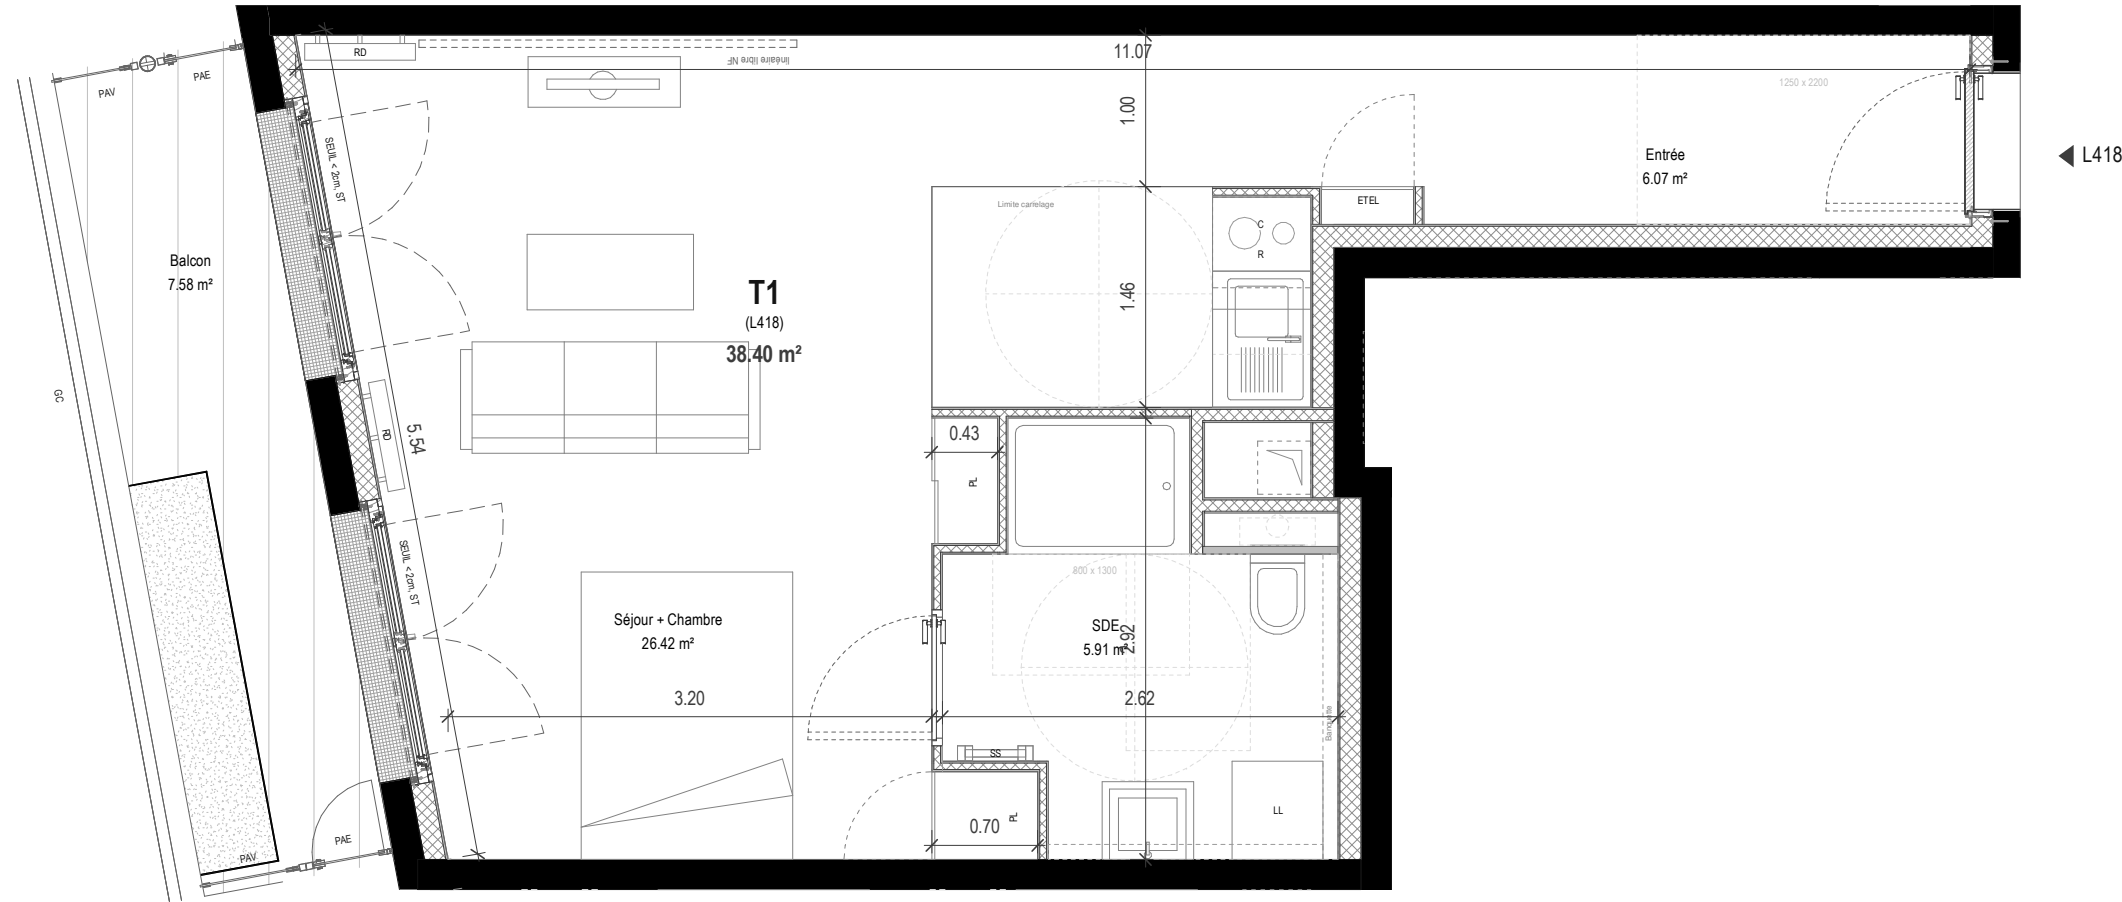 RD
linéaire libre NF
11.07
PAE
PAV
1250 x 2200
1.00
SEUIL < 2cm, ST
Entrée
6.07 m²
L418
ETEL
Limite carrelage
C
R
Balcon
7.58 m²
T1
(L418)
38.40 m²
1.46
GC
RD
5.54
0.43
PL
SEUIL < 2cm, ST
800 x 1300
Séjour + Chambre
26.42 m²
SDE
5.91 m²
2.92
3.20
2.62
Banquette
SS
0.70
PL
LL
PAE
PAV